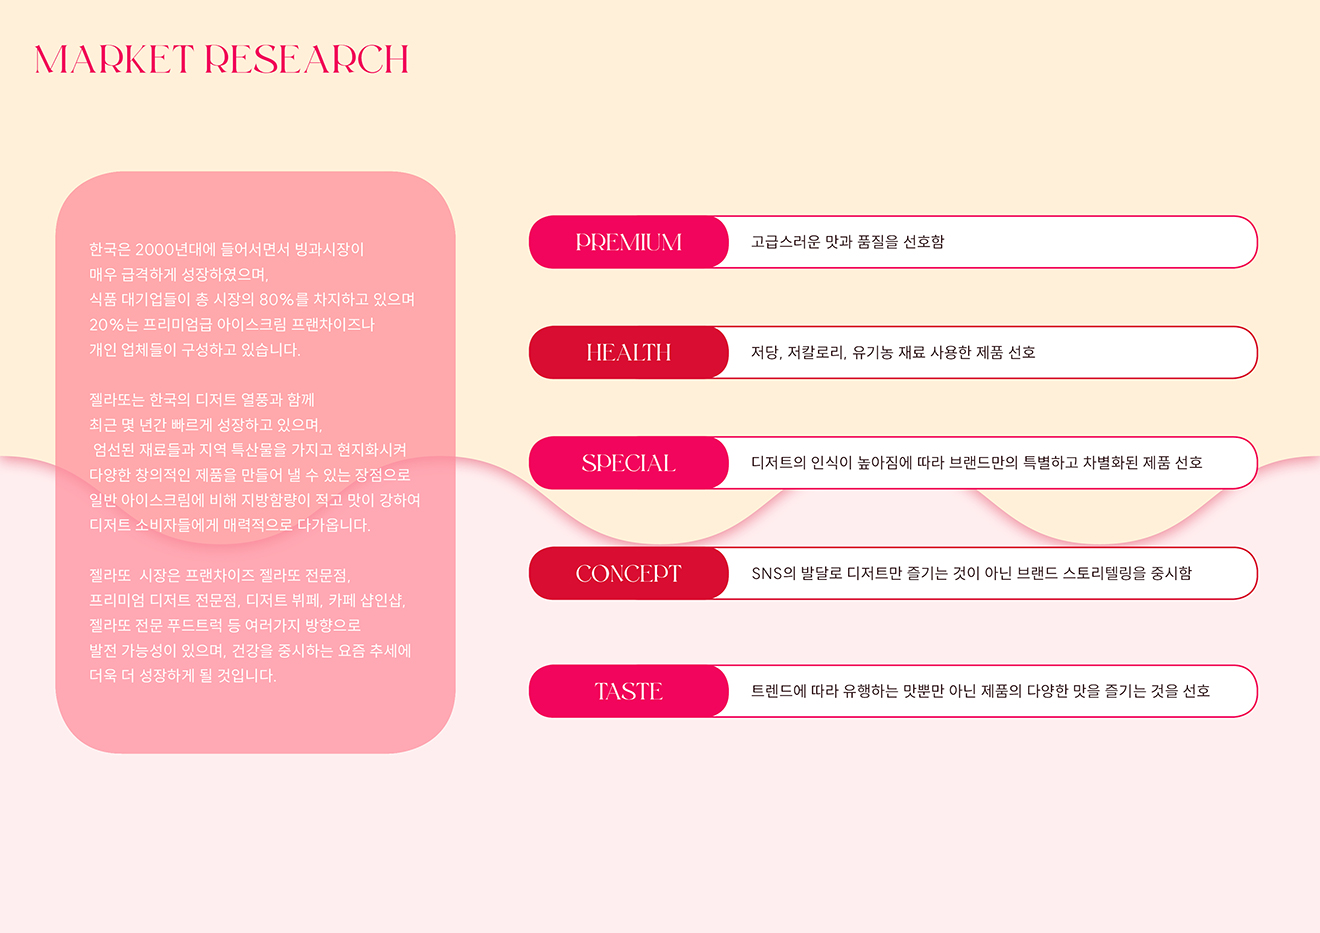 MARKET RESEARCH
한국은 2000년대에 들어서면서 빙과시장이
매우 급격하게 성장하였으며,
식품 대기업들이 총 시장의 80%를 차지하고 있으며
20%는 프리미엄급 아이스크림 프랜차이즈나
개인 업체들이 구성하고 있습니다.
젤라또는 한국의 디저트 열풍과 함께
최근 몇 년간 빠르게 성장하고 있으며,
엄선된 재료들과 지역 특산물을 가지고 현지화시켜
다양한 창의적인 제품을 만들어 낼 수 있는 장점으로
일반 아이스크림에 비해 지방함량이 적고 맛이 강하여
디저트 소비자들에게 매력적으로 다가옵니다.
젤라또 시장은 프랜차이즈 젤라또 전문점,
프리미엄 디저트 전문점, 디저트 뷔페, 카페 샵인샵,
젤라또 전문 푸드트럭 등 여러가지 방향으로
발전 가능성이 있으며, 건강을 중시하는 요즘 추세에
더욱 더 성장하게 될 것입니다.
PREMIUM 고급스러운 맛과 품질을 선호함
HEALTH 저당, 저칼로리, 유기농 재료 사용한 제품 선호
SPECIAL 디저트의 인식이 높아짐에 따라 브랜드만의 특별하고 차별화된 제품 선호
CONCEPT SNS의 발달로 디저트만 즐기는 것이 아닌 브랜드 스토리텔링을 중시함
TASTE 트렌드에 따라 유행하는 맛뿐만 아닌 제품의 다양한 맛을 즐기는 것을 선호